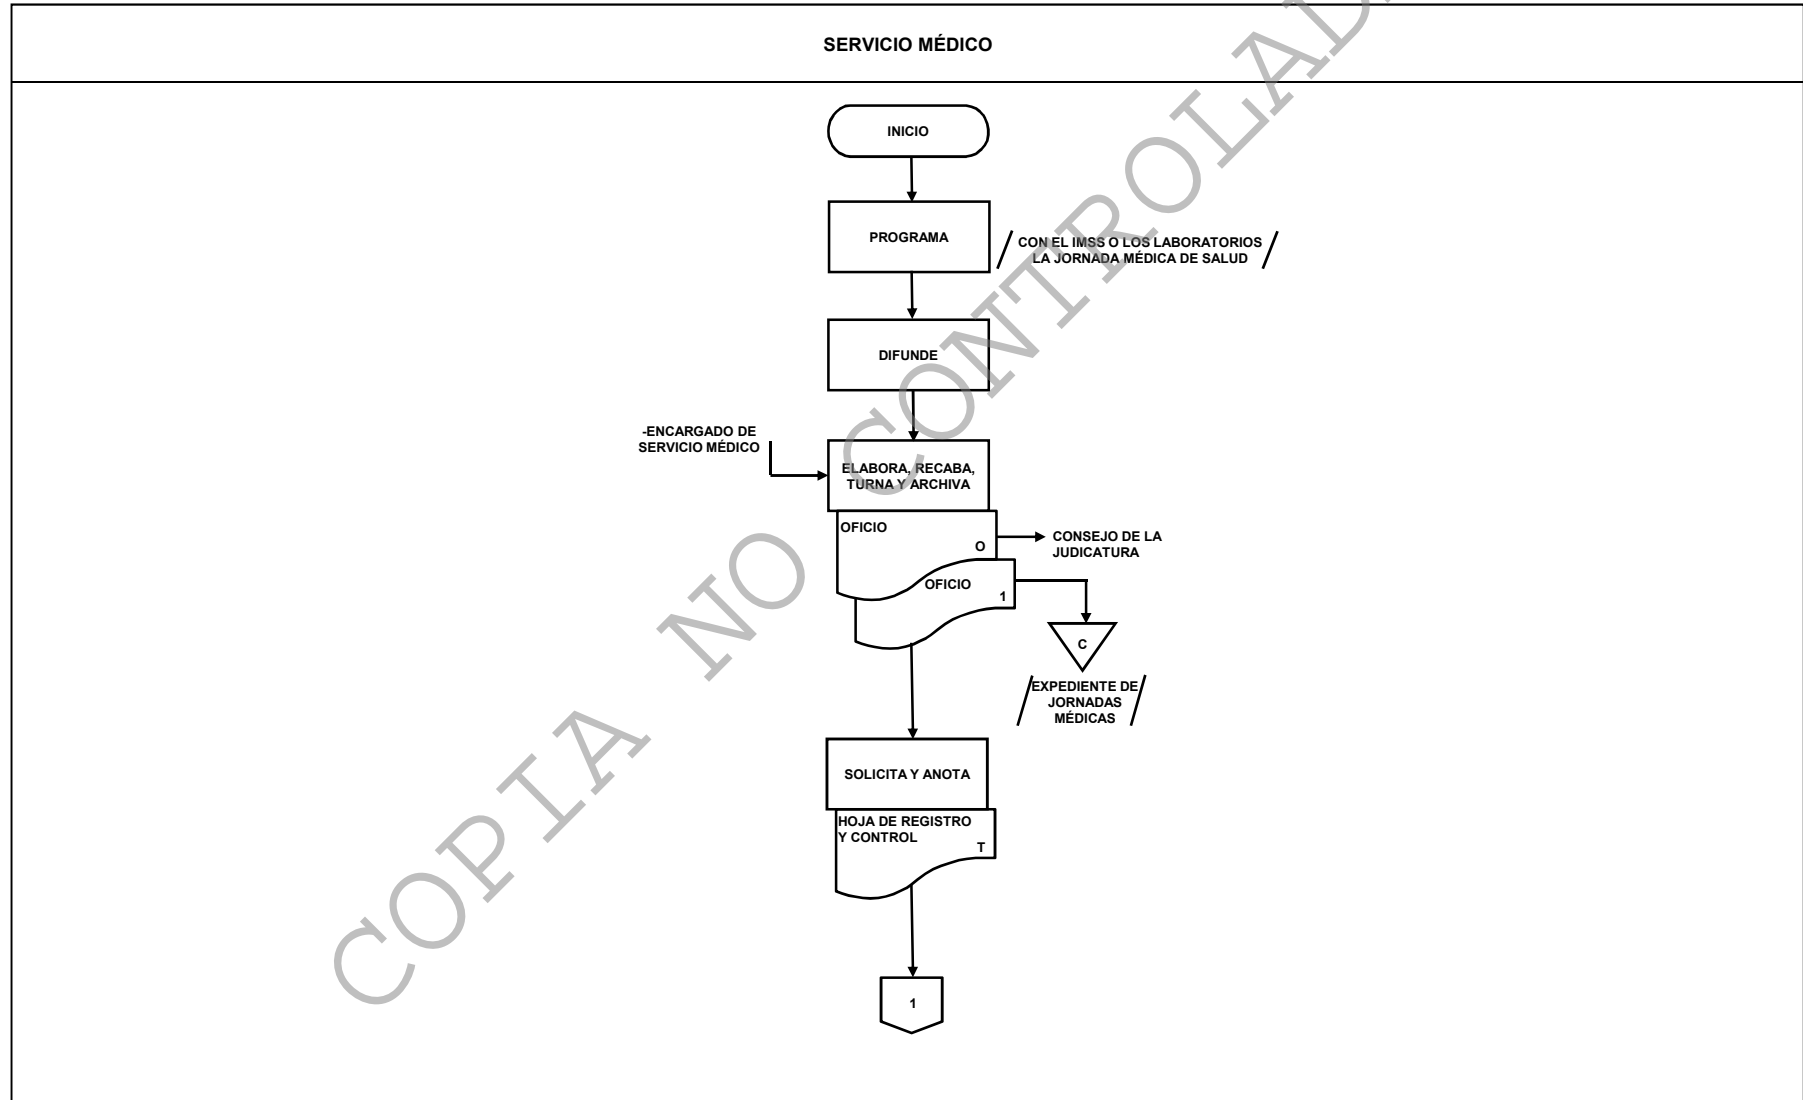 SERVICIO MÉDICO
INICIO
PROGRAMA
CON EL IMSS O LOS LABORATORIOS
LA JORNADA MÉDICA DE SALUD
DIFUNDE
-ENCARGADO DE
SERVICIO MÉDICO
ELABORA, RECABA,
TURNA Y ARCHIVA
OFICIO
O
CONSEJO DE LA
JUDICATURA
OFICIO
1
C
EXPEDIENTE DE
JORNADAS
MÉDICAS
SOLICITA Y ANOTA
HOJA DE REGISTRO
Y CONTROL
T
1
COPIA NO CONTROLAD